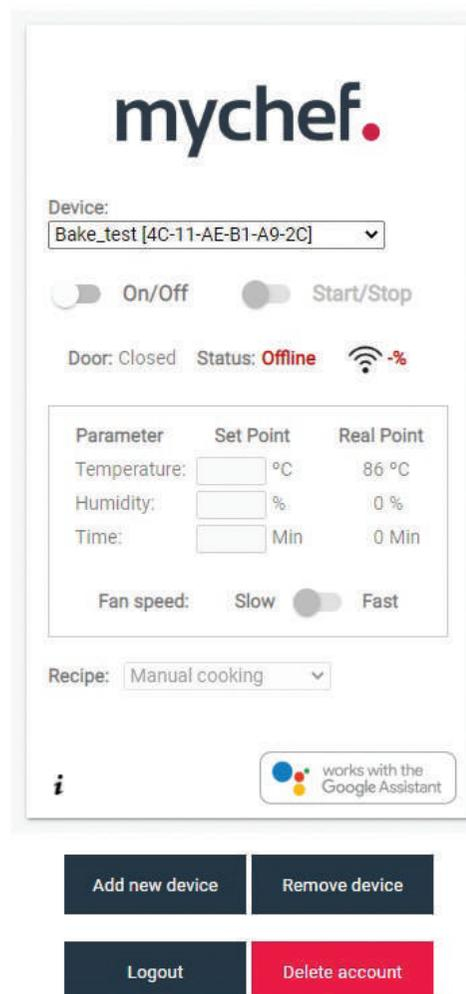 mychef.
Device:
Bake_test [4C-11-AE-B1-A9-2C]
On/Off Start/Stop
Door: Closed Status: Offline -%
Parameter Set Point Real Point
Temperature: ºC 86 ºC
Humidity: % 0 %
Time: Min 0 Min
Fan speed: Slow Fast
Recipe: Manual cooking
i works with the
Google Assistant
Add new device Remove device
Logout Delete account